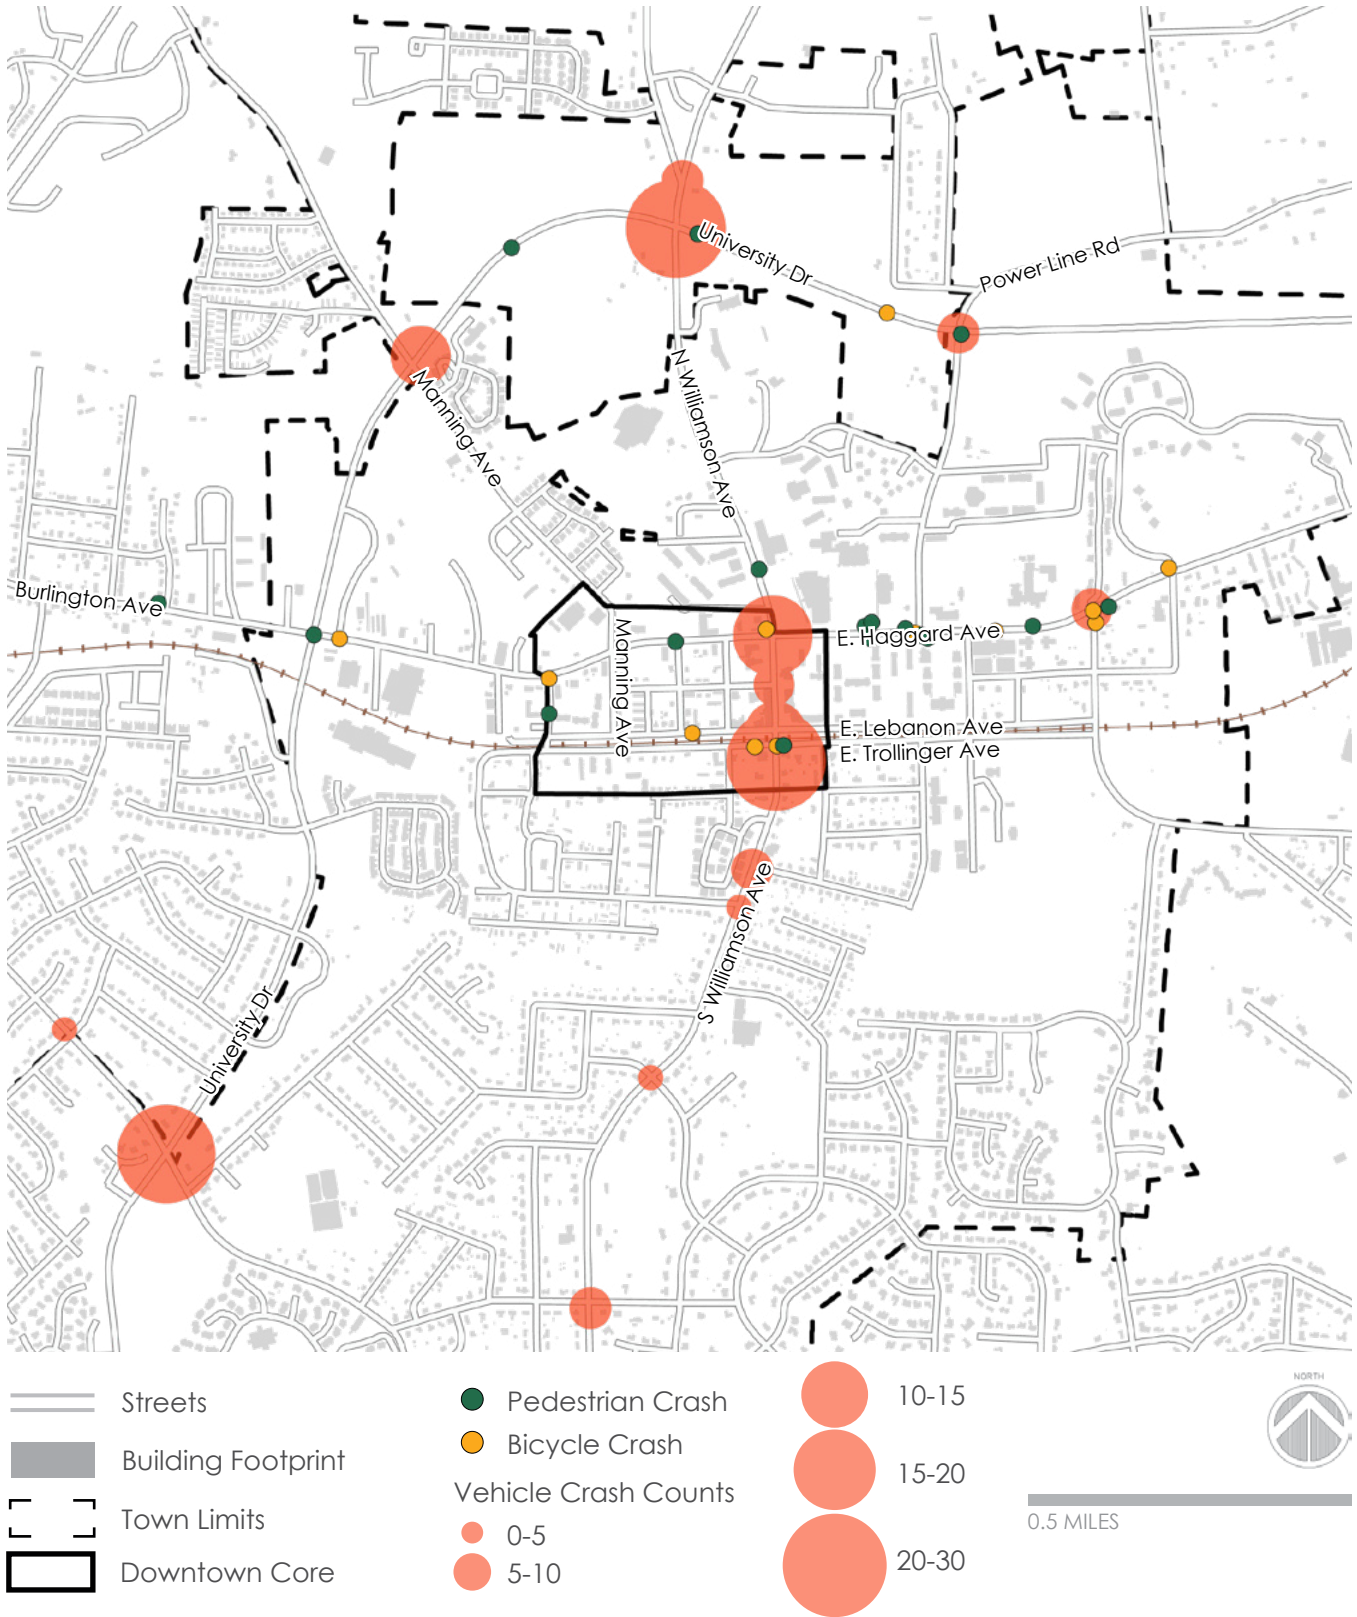 University Dr
Power Line Rd
Manning Ave
N Williamson Ave
Burlington Ave
Manning Ave
E. Haggard Ave
E. Lebanon Ave
E. Trollinger Ave
S Williamson Ave
University Dr
Streets
Building Footprint
Town Limits
Downtown Core
Pedestrian Crash
Bicycle Crash
Vehicle Crash Counts
0-5
5-10
10-15
15-20
20-30
NORTH
0.5 MILES